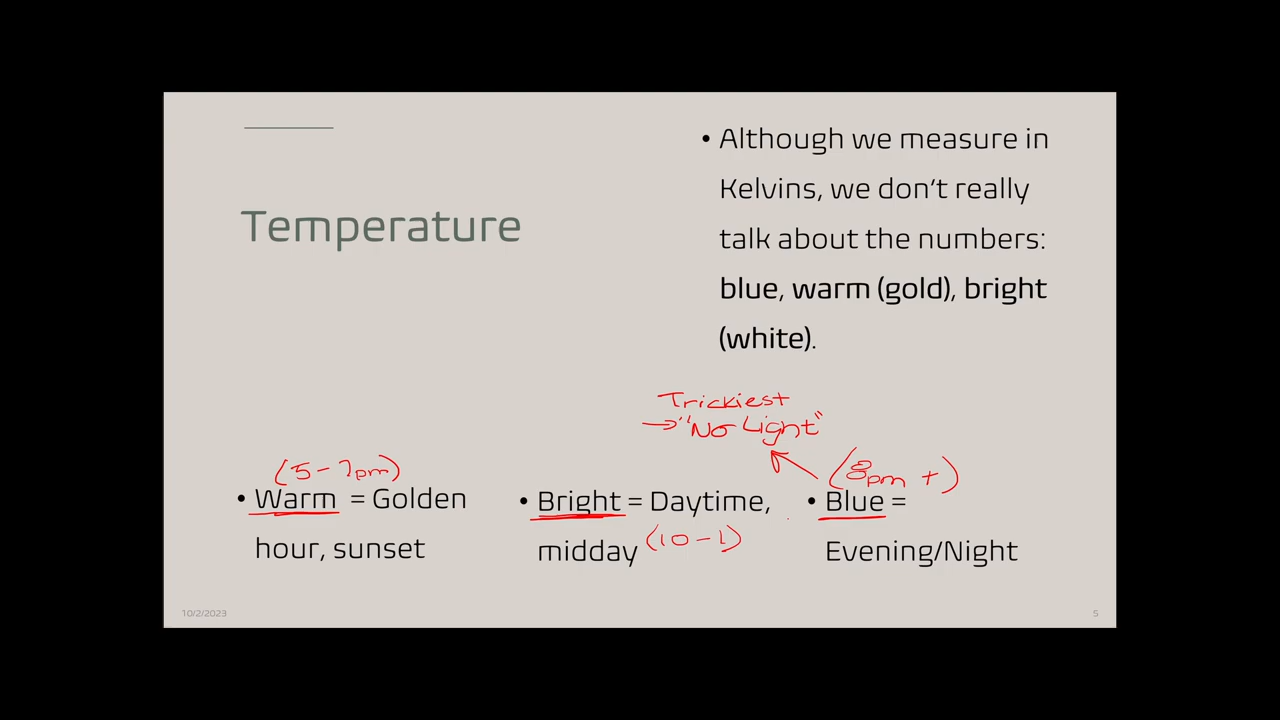 Temperature
• Although we measure in
Kelvins, we don't really
talk about the numbers:
blue, warm (gold), bright
(white).
Trickiest
→ "No Light"
(5-7pm)
• Warm = Golden
hour, sunset
• Bright = Daytime,
midday (10-1)
(8pm +)
• Blue =
Evening/Night
10/2/2023
5